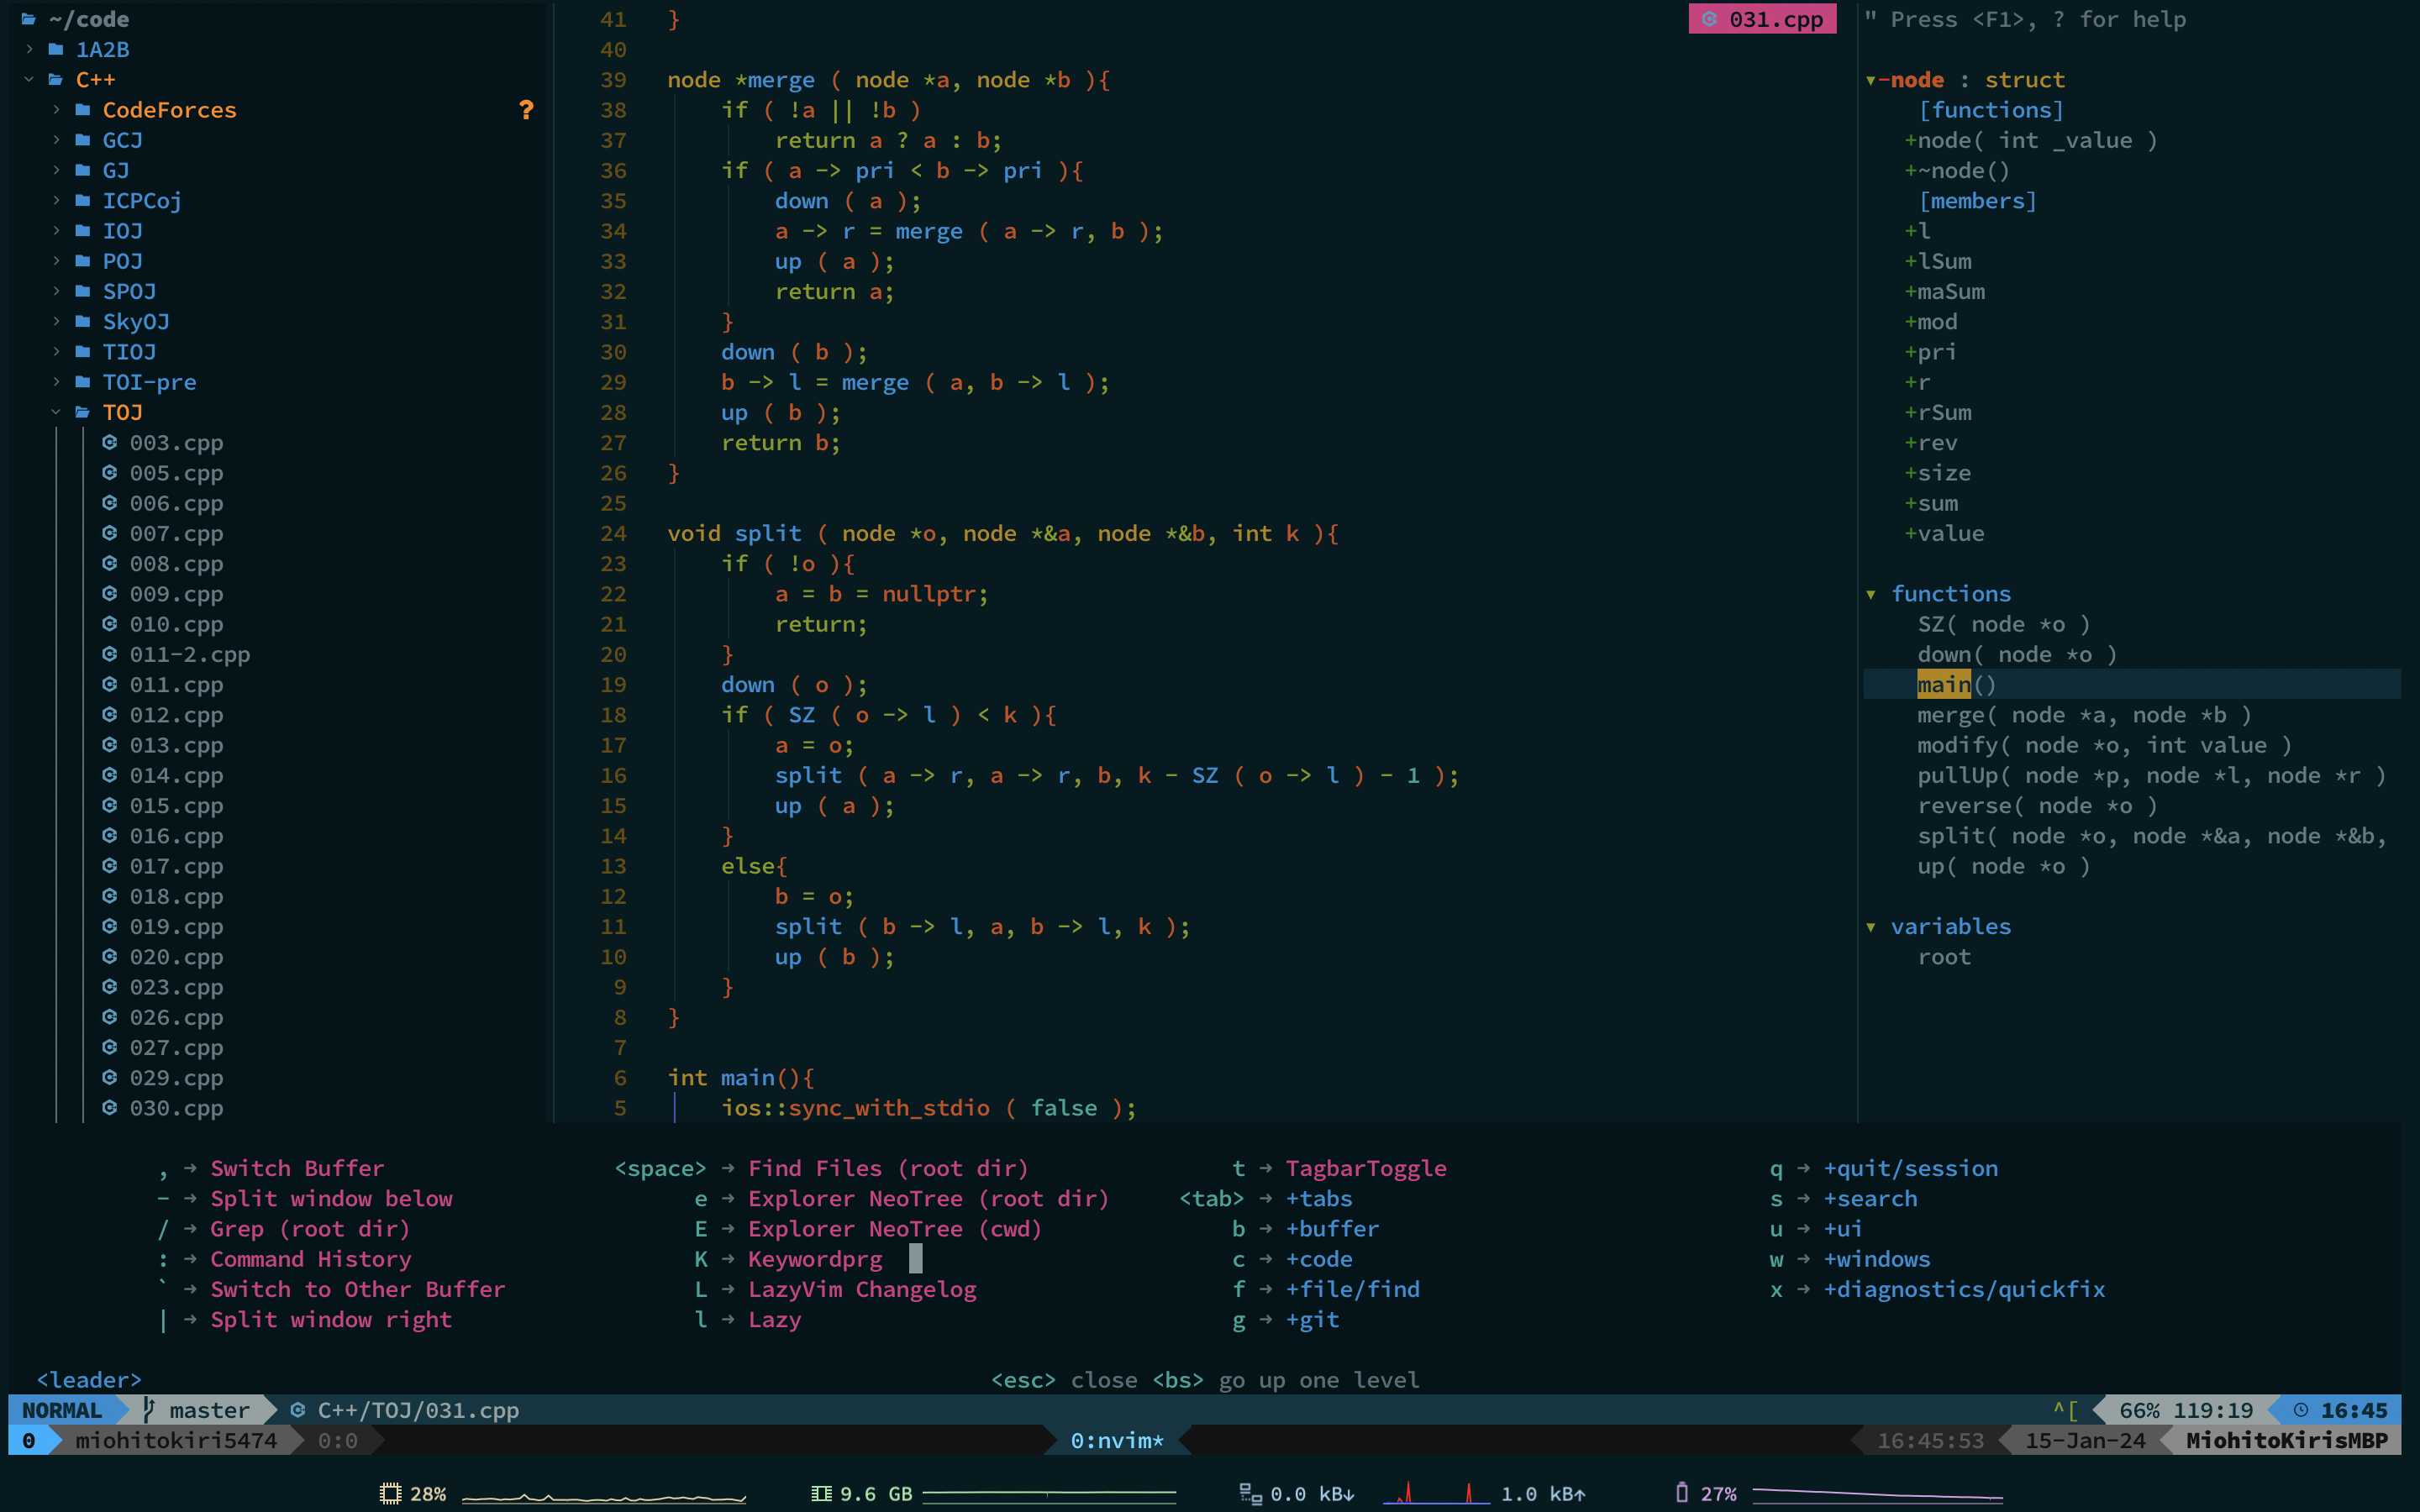 ~/code
1A2B
C++
CodeForces ?
GCJ
GJ
ICPCoj
IOJ
POJ
SPOJ
SkyOJ
TIOJ
TOI-pre
TOJ
003.cpp
005.cpp
006.cpp
007.cpp
008.cpp
009.cpp
010.cpp
011-2.cpp
011.cpp
012.cpp
013.cpp
014.cpp
015.cpp
016.cpp
017.cpp
018.cpp
019.cpp
020.cpp
023.cpp
026.cpp
027.cpp
029.cpp
030.cpp
031.cpp
41 }
40
39 node *merge ( node *a, node *b ){
38     if ( !a || !b )
37         return a ? a : b;
36     if ( a -> pri < b -> pri ){
35         down ( a );
34         a -> r = merge ( a -> r, b );
33         up ( a );
32         return a;
31     }
30     down ( b );
29     b -> l = merge ( a, b -> l );
28     up ( b );
27     return b;
26 }
25
24 void split ( node *o, node *&a, node *&b, int k ){
23     if ( !o ){
22         a = b = nullptr;
21         return;
20     }
19     down ( o );
18     if ( SZ ( o -> l ) < k ){
17         a = o;
16         split ( a -> r, a -> r, b, k - SZ ( o -> l ) - 1 );
15         up ( a );
14     }
13     else{
12         b = o;
11         split ( b -> l, a, b -> l, k );
10         up ( b );
9     }
8 }
7
6 int main(){
5     ios::sync_with_stdio ( false );
" Press <F1>, ? for help
▼-node : struct
[functions]
+node( int _value )
+~node()
[members]
+l
+lSum
+maSum
+mod
+pri
+r
+rSum
+rev
+size
+sum
+value
▼ functions
SZ( node *o )
down( node *o )
main()
merge( node *a, node *b )
modify( node *o, int value )
pullUp( node *p, node *l, node *r )
reverse( node *o )
split( node *o, node *&a, node *&b,
up( node *o )
▼ variables
root
, → Switch Buffer
- → Split window below
/ → Grep (root dir)
: → Command History
` → Switch to Other Buffer
| → Split window right
<space> → Find Files (root dir)
e → Explorer NeoTree (root dir)
E → Explorer NeoTree (cwd)
K → Keywordprg
L → LazyVim Changelog
l → Lazy
t → TagbarToggle
<tab> → +tabs
b → +buffer
c → +code
f → +file/find
g → +git
q → +quit/session
s → +search
u → +ui
w → +windows
x → +diagnostics/quickfix
<leader> <esc> close <bs> go up one level
NORMAL master C++/TOJ/031.cpp ^[ 66% 119:19 16:45
0 miohitokiri5474 0:0 0:nvim* 16:45:53 15-Jan-24 MiohitoKirisMBP
28% 9.6 GB 0.0 kB↓ 1.0 kB↑ 27%